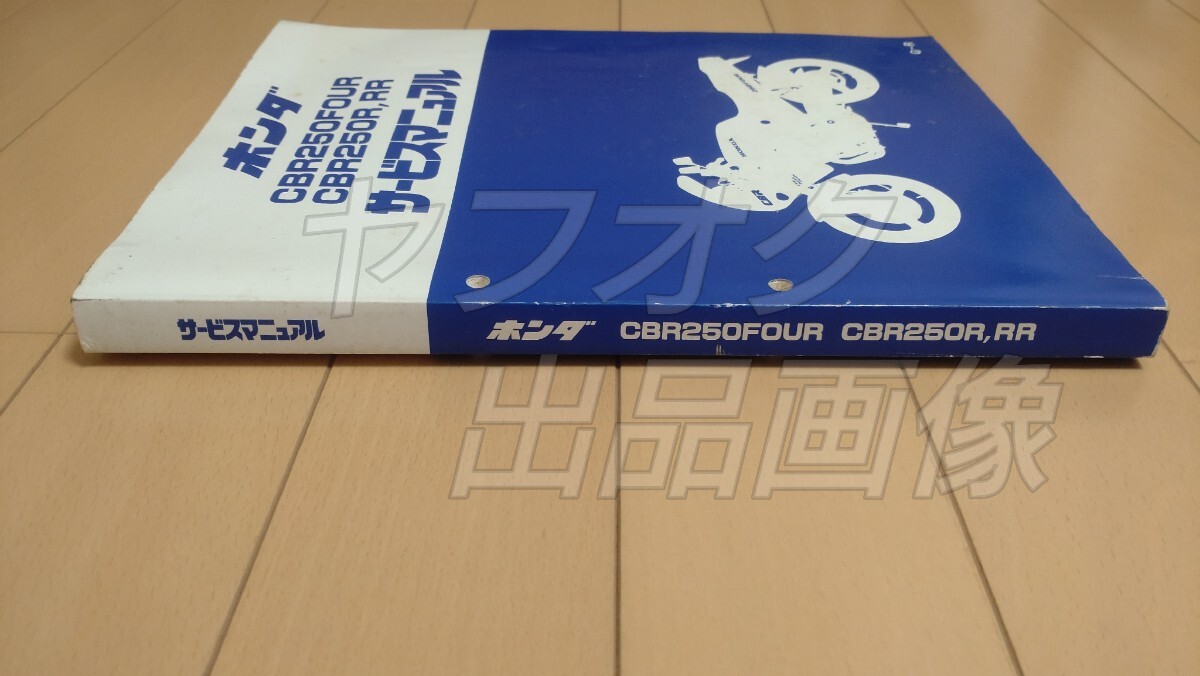 ホンダ
CBR250FOUR
CBR250R,RR
サービスマニュアル
HONDA
CBR
サービスマニュアル
ホンダ CBR250FOUR CBR250R,RR
ヤフオク
出品画像